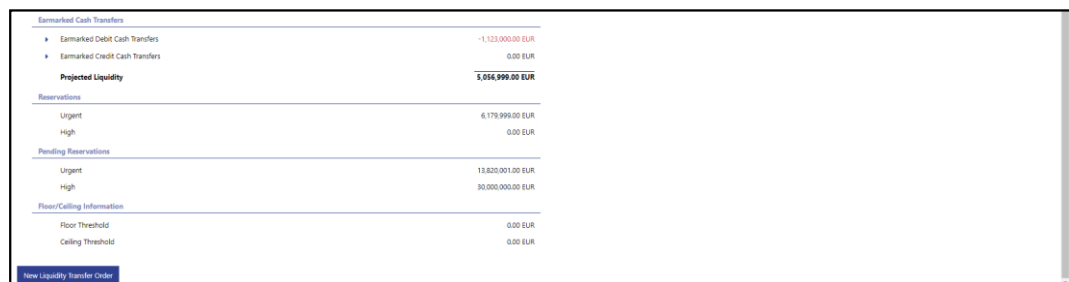 Earmarked Cash Transfers
Earmarked Debit Cash Transfers -1,123,000.00 EUR
Earmarked Credit Cash Transfers 0.00 EUR
Projected Liquidity 5,056,999.00 EUR
Reservations
Urgent 6,179,999.00 EUR
High 0.00 EUR
Pending Reservations
Urgent 13,820,001.00 EUR
High 30,000,000.00 EUR
Floor/Ceiling Information
Floor Threshold 0.00 EUR
Ceiling Threshold 0.00 EUR
New Liquidity Transfer Order